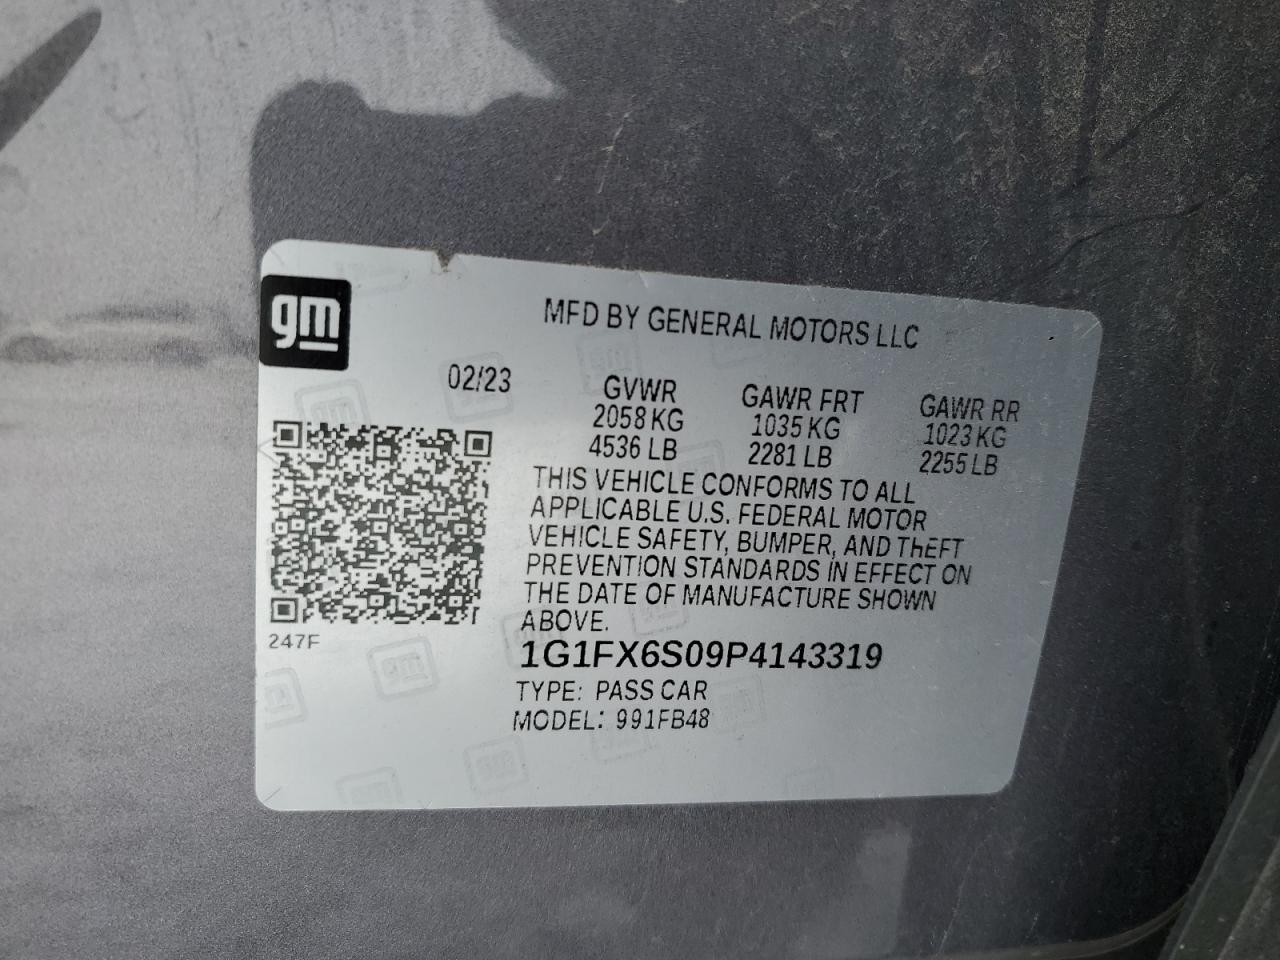 gm
MFD BY GENERAL MOTORS LLC
02/23
GVWR GAWR FRT GAWR RR
2058 KG 1035 KG 1023 KG
4536 LB 2281 LB 2255 LB
THIS VEHICLE CONFORMS TO ALL
APPLICABLE U.S. FEDERAL MOTOR
VEHICLE SAFETY, BUMPER, AND THEFT
PREVENTION STANDARDS IN EFFECT ON
THE DATE OF MANUFACTURE SHOWN
ABOVE.
247F
1G1FX6S09P4143319
TYPE: PASS CAR
MODEL: 991FB48